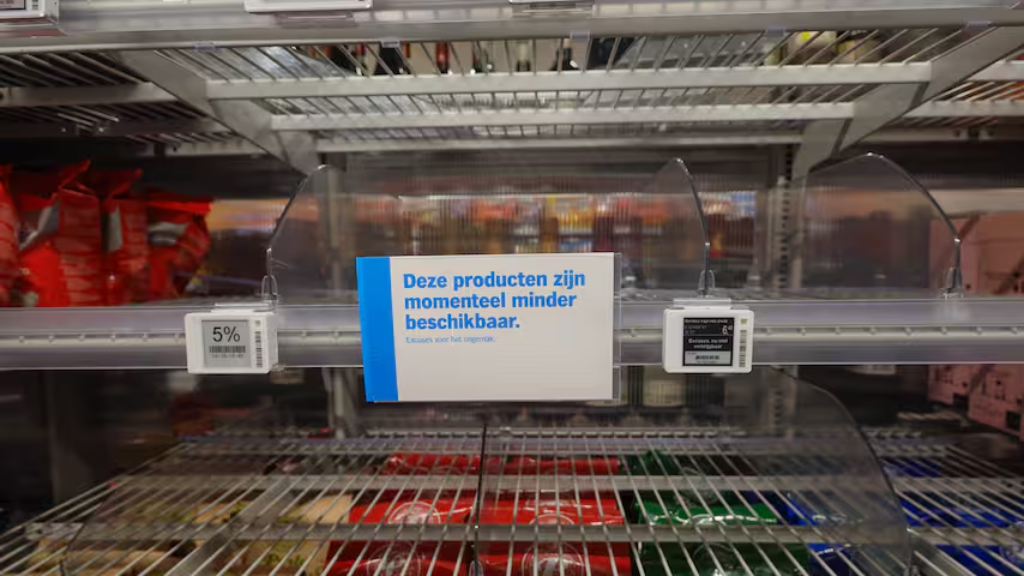 Deze producten zijn
momenteel minder
beschikbaar.
Excuses voor het ongemak.
5%